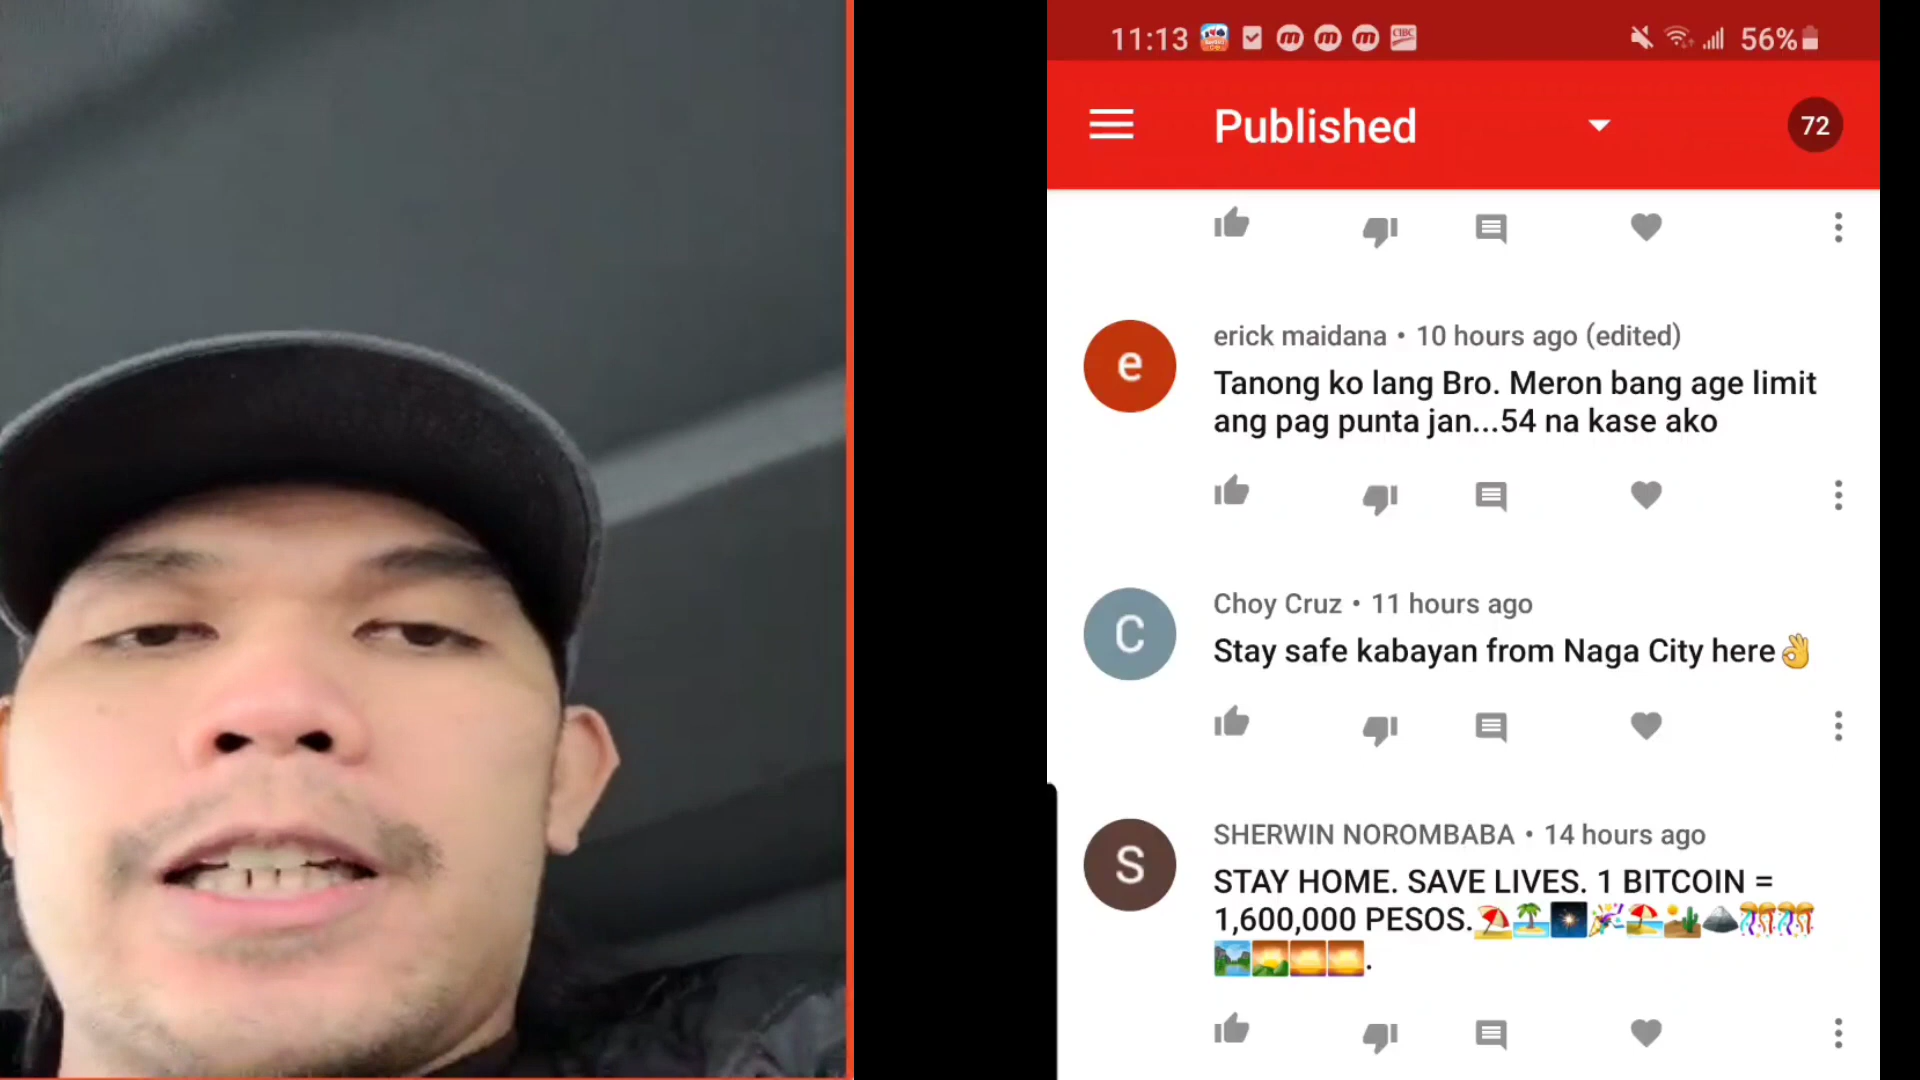 11:13 CIBC 56%
Published 72
e
erick maidana • 10 hours ago (edited)
Tanong ko lang Bro. Meron bang age limit
ang pag punta jan...54 na kase ako
C
Choy Cruz • 11 hours ago
Stay safe kabayan from Naga City here👌
S
SHERWIN NOROMBABA • 14 hours ago
STAY HOME. SAVE LIVES. 1 BITCOIN =
1,600,000 PESOS.⛱️🏝️🎇🎉🏖️🏜️🗻🎊🎊
🏞️🌄🌅🌅.